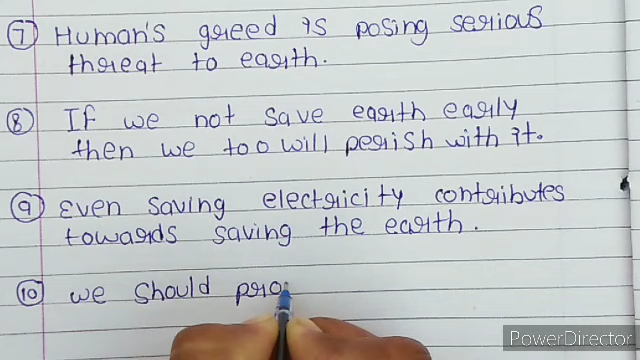 7 Human's greed is posing serious
threat to earth.
8 If we not save earth early
then we too will perish with it.
9 Even saving electricity contributes
towards saving the earth.
10 we should pro
PowerDirector